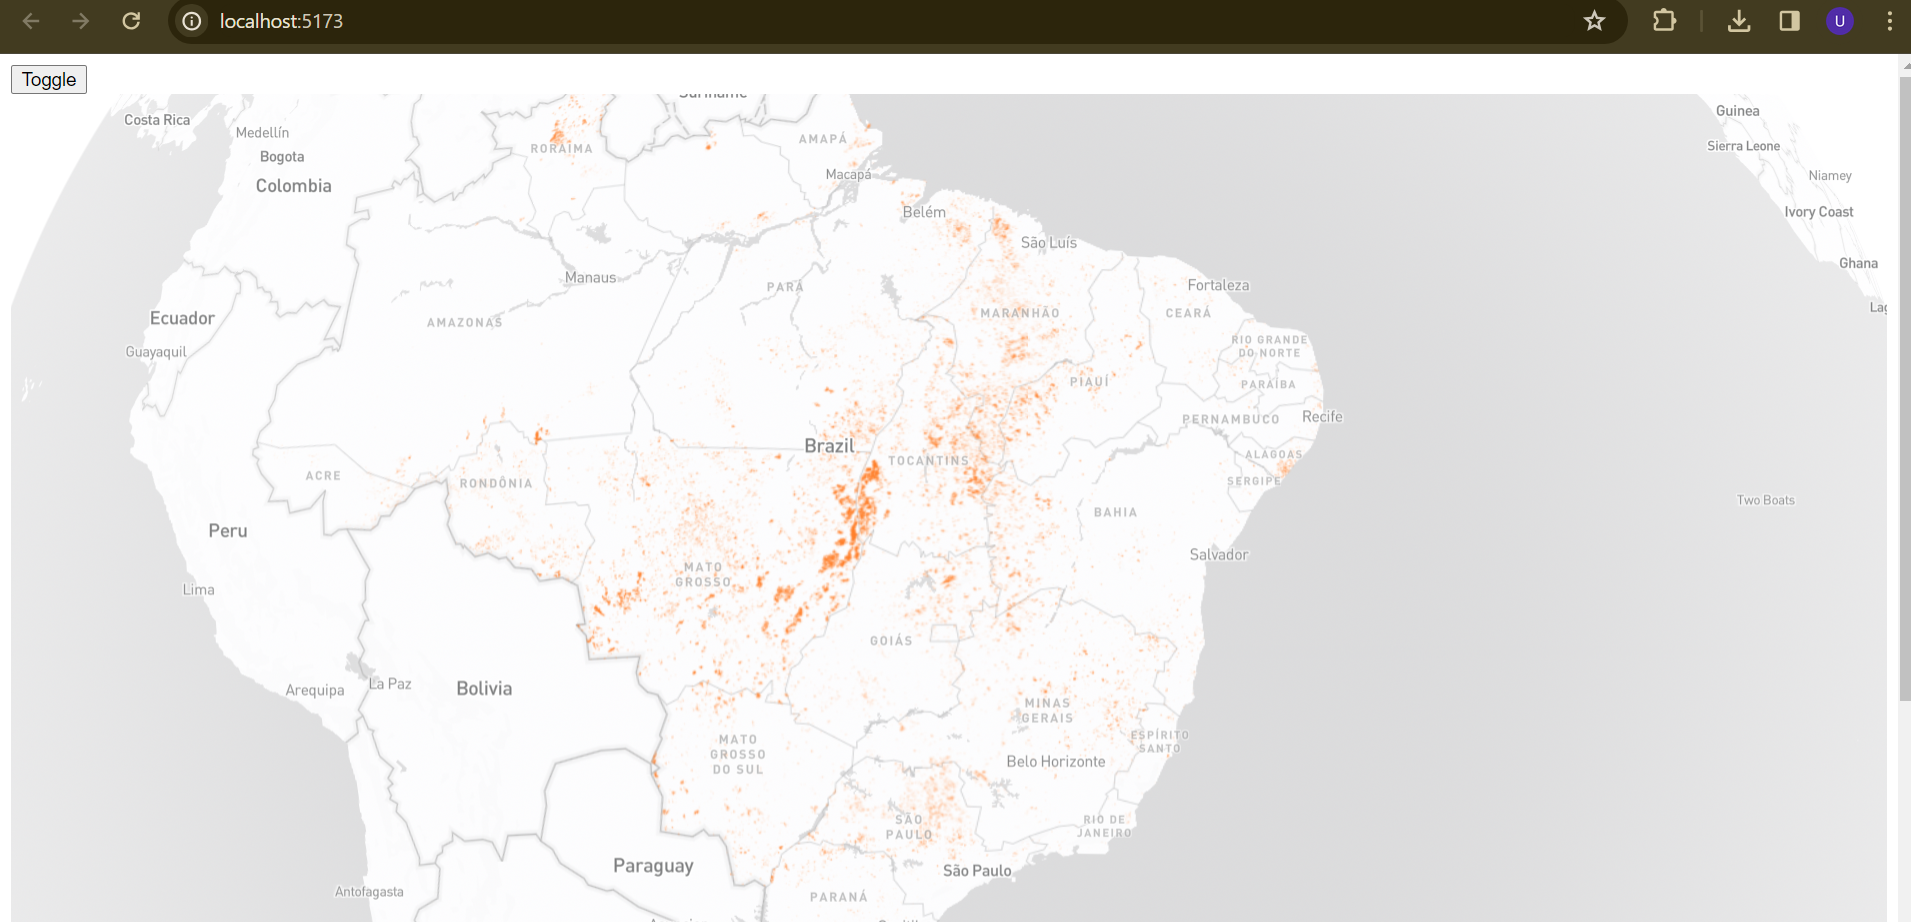 localhost:5173
U
Toggle
Suriname
Costa Rica
Guinea
Medellín
AMAPÁ
RORAIMA
Sierra Leone
Bogota
Macapá
Niamey
Colombia
Belém
Ivory Coast
São Luís
Ghana
Manaus
PARÁ
Fortaleza
Lag
MARANHÃO
CEARÁ
Ecuador
AMAZONAS
RIO GRANDE
DO NORTE
Guayaquil
PIAUÍ
PARAÍBA
PERNAMBUCO
Recife
Brazil
ALAGOAS
TOCANTINS
ACRE
RONDÔNIA
SERGIPE
Two Boats
BAHIA
Peru
Salvador
MATO
GROSSO
Lima
GOIÁS
La Paz
Bolivia
Arequipa
MINAS
GERAIS
ESPÍRITO
SANTO
MATO
GROSSO
DO SUL
Belo Horizonte
SÃO
PAULO
RIO DE
JANEIRO
Paraguay
São Paulo
Antofagasta
PARANÁ